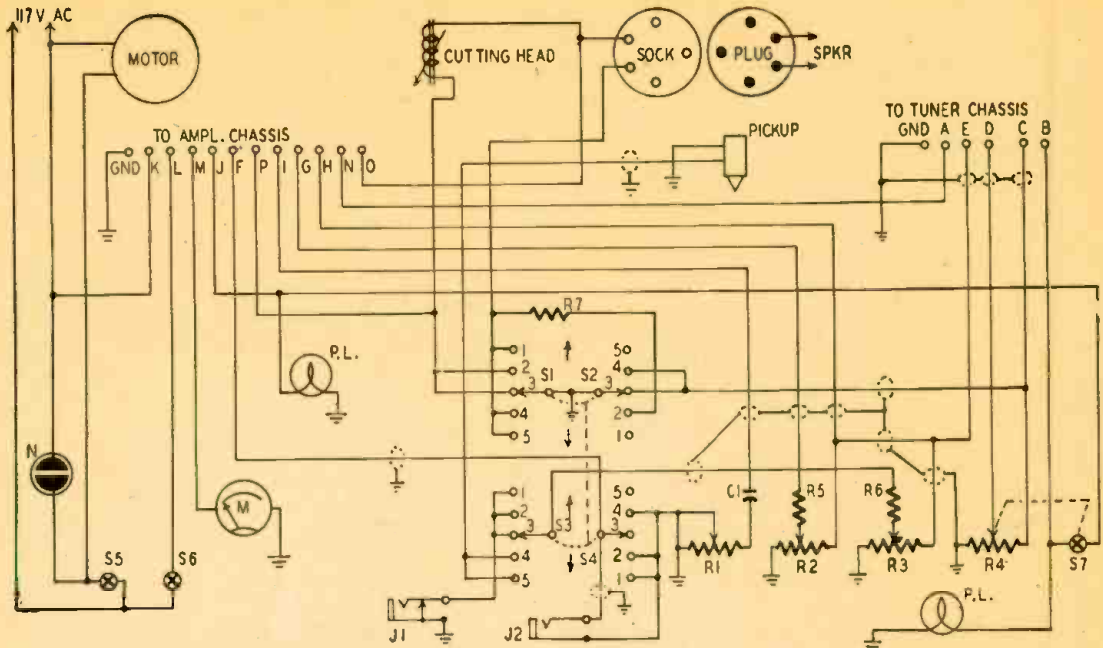 117 V AC
MOTOR
CUTTING HEAD
SOCK
PLUG
SPKR
PICKUP
TO AMPL. CHASSIS
GND K L M J F P I G H N O
TO TUNER CHASSIS
GND A E D C B
R7
1 5
2 4
3 S1 S2 3
4 2
5 1
P.L.
N
M
1 5
2 4
3 S3 3
4 S4 2
5 1
C1 R5 R6
R1 R2 R3 R4 S7
S5 S6
J1 J2
P.L.